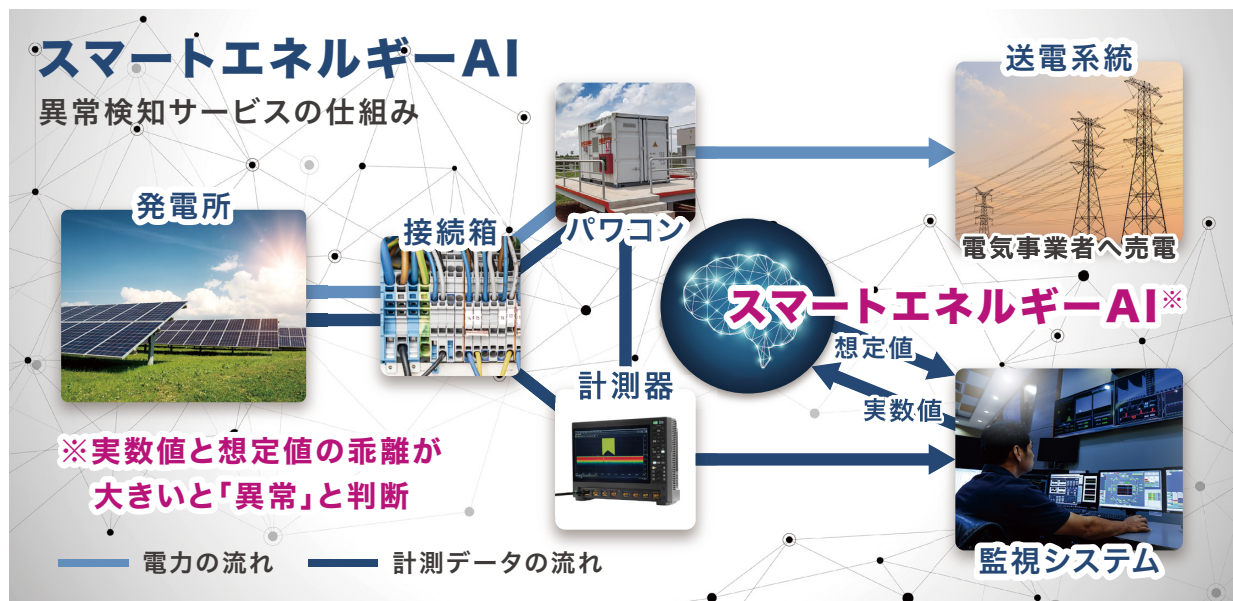 スマートエネルギーAI
異常検知サービスの仕組み
発電所
接続箱
パワコン
計測器
送電系統
電気事業者へ売電
スマートエネルギーAI※
想定値
実数値
監視システム
※実数値と想定値の乖離が
大きいと「異常」と判断
電力の流れ
計測データの流れ